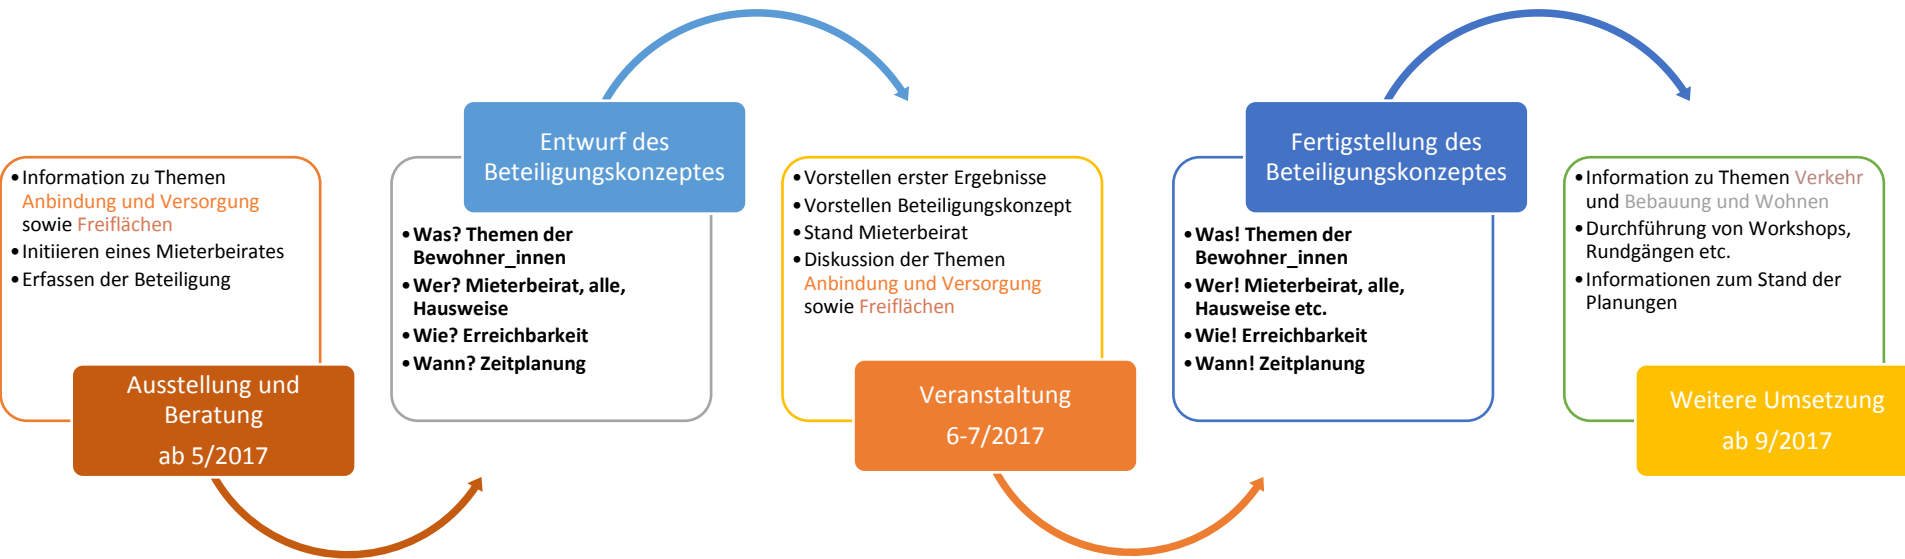 •Information zu Themen
Anbindung und Versorgung
sowie Freiflächen
•Initiieren eines Mieterbeirates
•Erfassen der Beteiligung
Ausstellung und
Beratung
ab 5/2017
Entwurf des
Beteiligungskonzeptes
•Was? Themen der
Bewohner_innen
•Wer? Mieterbeirat, alle,
Hausweise
•Wie? Erreichbarkeit
•Wann? Zeitplanung
•Vorstellen erster Ergebnisse
•Vorstellen Beteiligungskonzept
•Stand Mieterbeirat
•Diskussion der Themen
Anbindung und Versorgung
sowie Freiflächen
Veranstaltung
6-7/2017
Fertigstellung des
Beteiligungskonzeptes
•Was! Themen der
Bewohner_innen
•Wer! Mieterbeirat, alle,
Hausweise etc.
•Wie! Erreichbarkeit
•Wann! Zeitplanung
•Information zu Themen Verkehr
und Bebauung und Wohnen
•Durchführung von Workshops,
Rundgängen etc.
•Informationen zum Stand der
Planungen
Weitere Umsetzung
ab 9/2017